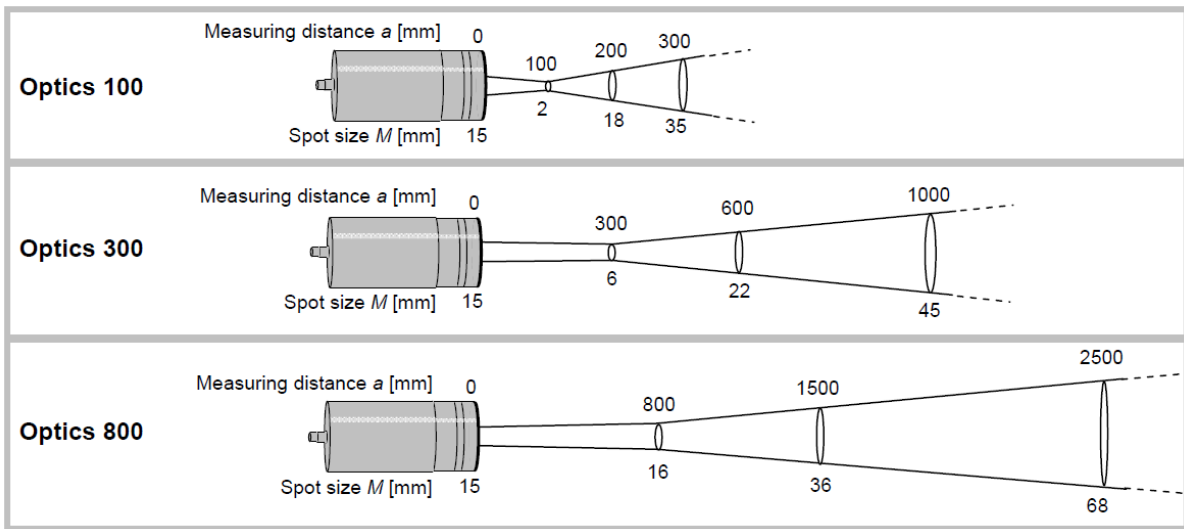 Measuring distance a [mm] 0 100 200 300
Optics 100
2 18 35
Spot size M [mm] 15
Measuring distance a [mm] 0 300 600 1000
Optics 300
6 22 45
Spot size M [mm] 15
Measuring distance a [mm] 0 800 1500 2500
Optics 800
16 36 68
Spot size M [mm] 15